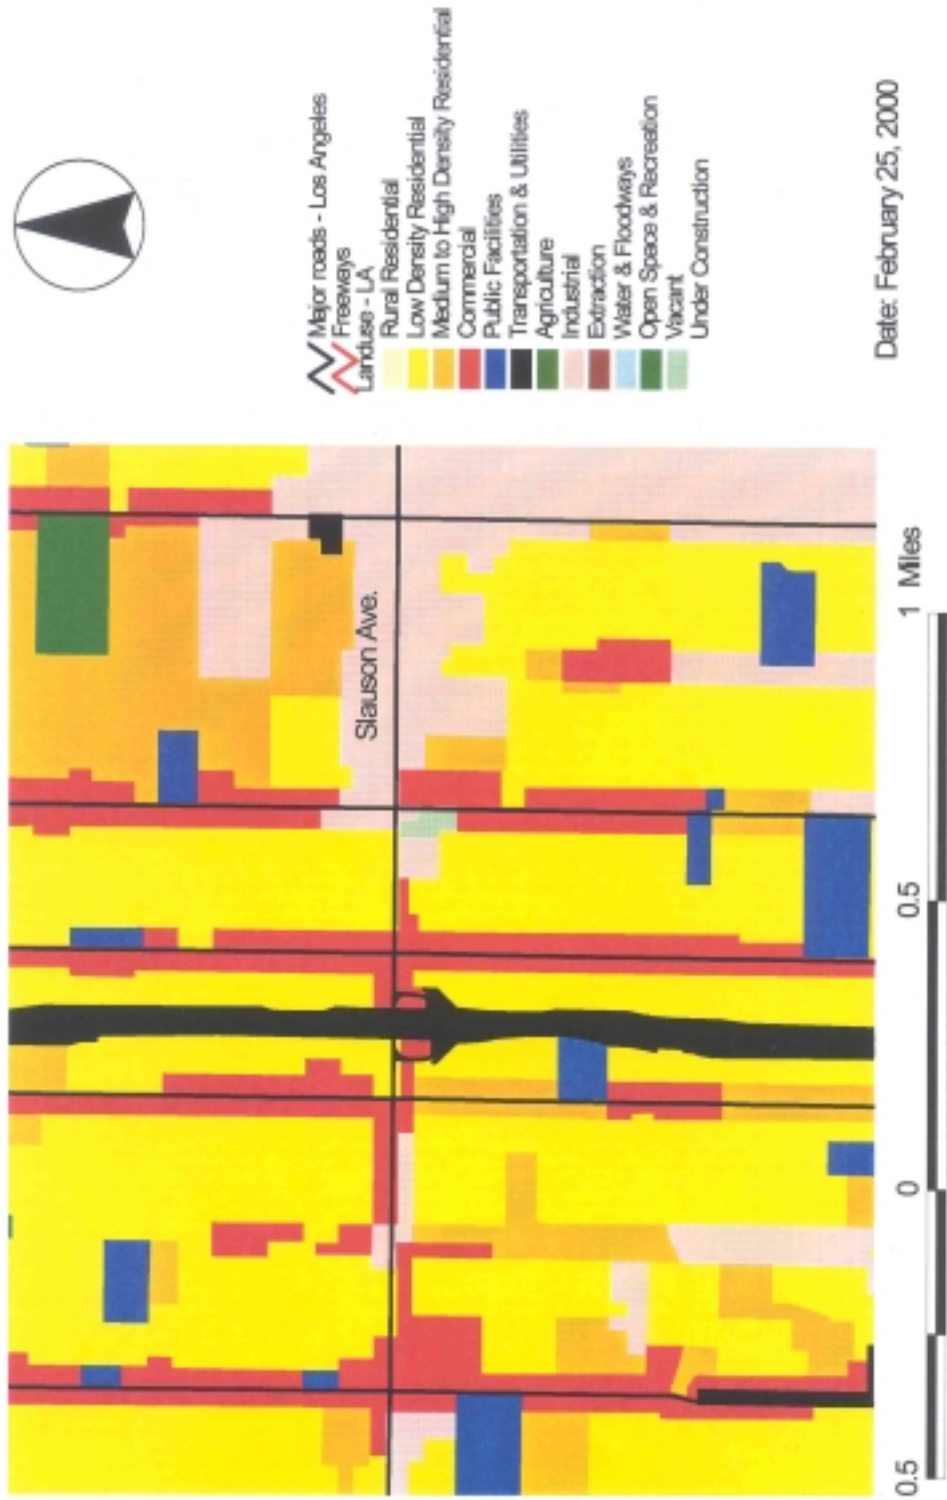 Major roads - Los Angeles
Freeways
Landuse - LA
Rural Residential
Low Density Residential
Medium to High Density Residential
Commercial
Public Facilities
Transportation & Utilities
Agriculture
Industrial
Extraction
Water & Floodways
Open Space & Recreation
Vacant
Under Construction
Date: February 25, 2000
Slauson Ave.
0.5
0
0.5
1 Miles